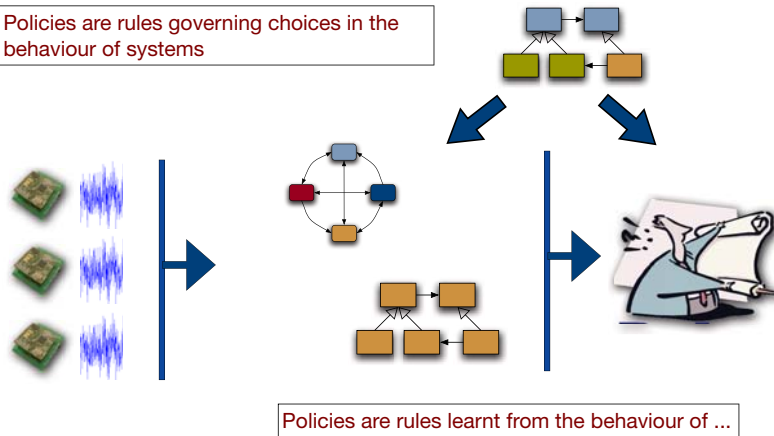 Policies are rules governing choices in the
behaviour of systems
Policies are rules learnt from the behaviour of ...